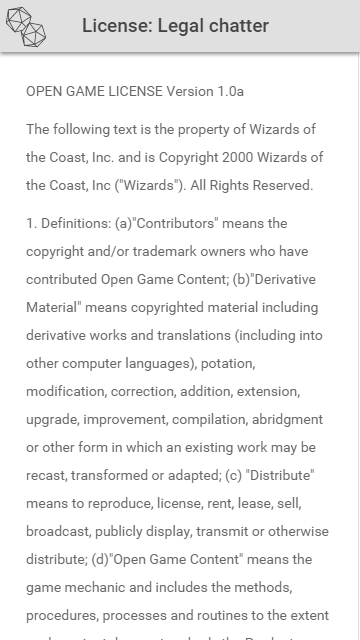 License: Legal chatter
OPEN GAME LICENSE Version 1.0a
The following text is the property of Wizards of
the Coast, Inc. and is Copyright 2000 Wizards of
the Coast, Inc ("Wizards"). All Rights Reserved.
1. Definitions: (a)"Contributors" means the
copyright and/or trademark owners who have
contributed Open Game Content; (b)"Derivative
Material" means copyrighted material including
derivative works and translations (including into
other computer languages), potation,
modification, correction, addition, extension,
upgrade, improvement, compilation, abridgment
or other form in which an existing work may be
recast, transformed or adapted; (c) "Distribute"
means to reproduce, license, rent, lease, sell,
broadcast, publicly display, transmit or otherwise
distribute; (d)"Open Game Content" means the
game mechanic and includes the methods,
procedures, processes and routines to the extent